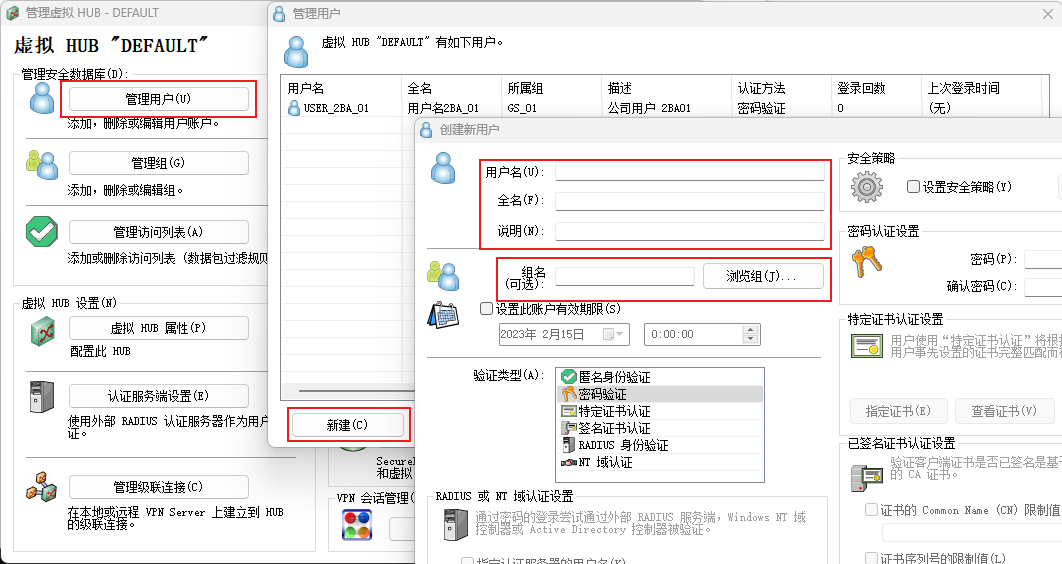 管理虚拟 HUB - DEFAULT
虚拟 HUB "DEFAULT"
管理安全数据库(D):
管理用户(U)
添加, 删除或编辑用户账户。
管理组(G)
添加, 删除或编辑组。
管理访问列表(A)
添加或删除访问列表 (数据包过滤规则
虚拟 HUB 设置(N)
虚拟 HUB 属性(P)
配置此 HUB
认证服务端设置(E)
使用外部 RADIUS 认证服务器作为用户
证。
管理级联连接(C)
在本地或远程 VPN Server 上建立到 HUB
的级联连接。
管理用户
虚拟 HUB "DEFAULT" 有如下用户。
用户名 全名 所属组 描述 认证方法 登录回数 上次登录时间
USER_2BA_01 用户名2BA_01 GS_01 公司用户 2BA01 密码验证 0 (无)
新建(C)
和虚拟
VPN 会话管理(
创建新用户
用户名(U):
全名(F):
说明(N):
组名
(可选):
浏览组(J)...
设置此账户有效期限(S)
2023年 2月15日 0:00:00
验证类型(A):
匿名身份验证
密码验证
特定证书认证
签名证书认证
RADIUS 身份验证
NT 域认证
RADIUS 或 NT 域认证设置
通过密码的登录尝试通过外部 RADIUS 服务端, Windows NT 域
控制器或 Active Directory 控制器被验证。
指定认证服务器的用户名(K)
安全策略
设置安全策略(Y)
密码认证设置
密码(P):
确认密码(C):
特定证书认证设置
用户使用“特定证书认证”将根
用户事先设置的证书完整匹配而
指定证书(E)
查看证书(V)
已签名证书认证设置
验证客户端证书是否已签名是基
的 CA 证书。
证书的 Common Name (CN) 限制值
证书序列号的限制值(L)